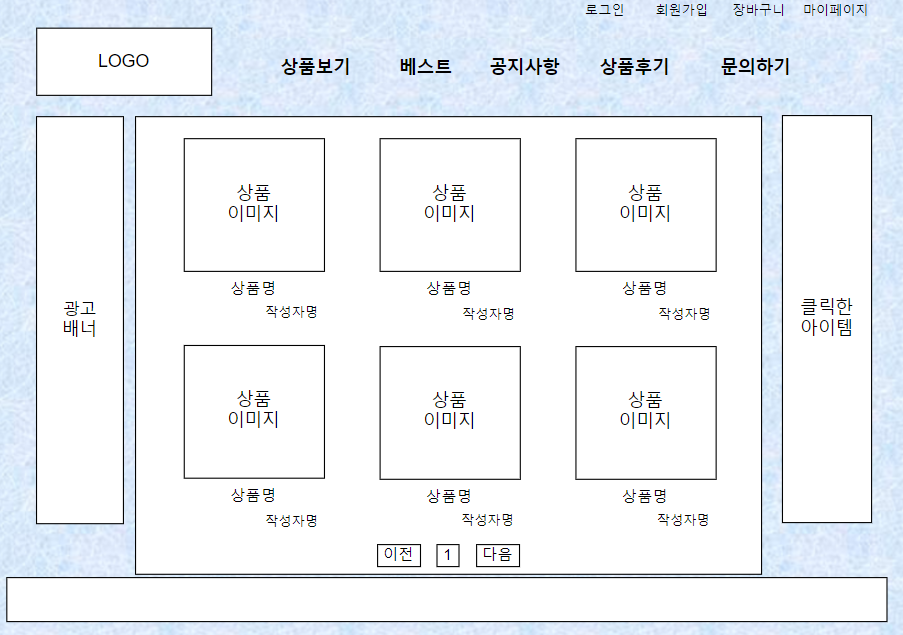 로그인 회원가입 장바구니 마이페이지
LOGO
상품보기 베스트 공지사항 상품후기 문의하기
광고
배너
상품
이미지
상품
이미지
상품
이미지
상품명 상품명 상품명
작성자명 작성자명 작성자명
상품
이미지
상품
이미지
상품
이미지
상품명 상품명 상품명
작성자명 작성자명 작성자명
이전 1 다음
클릭한
아이템